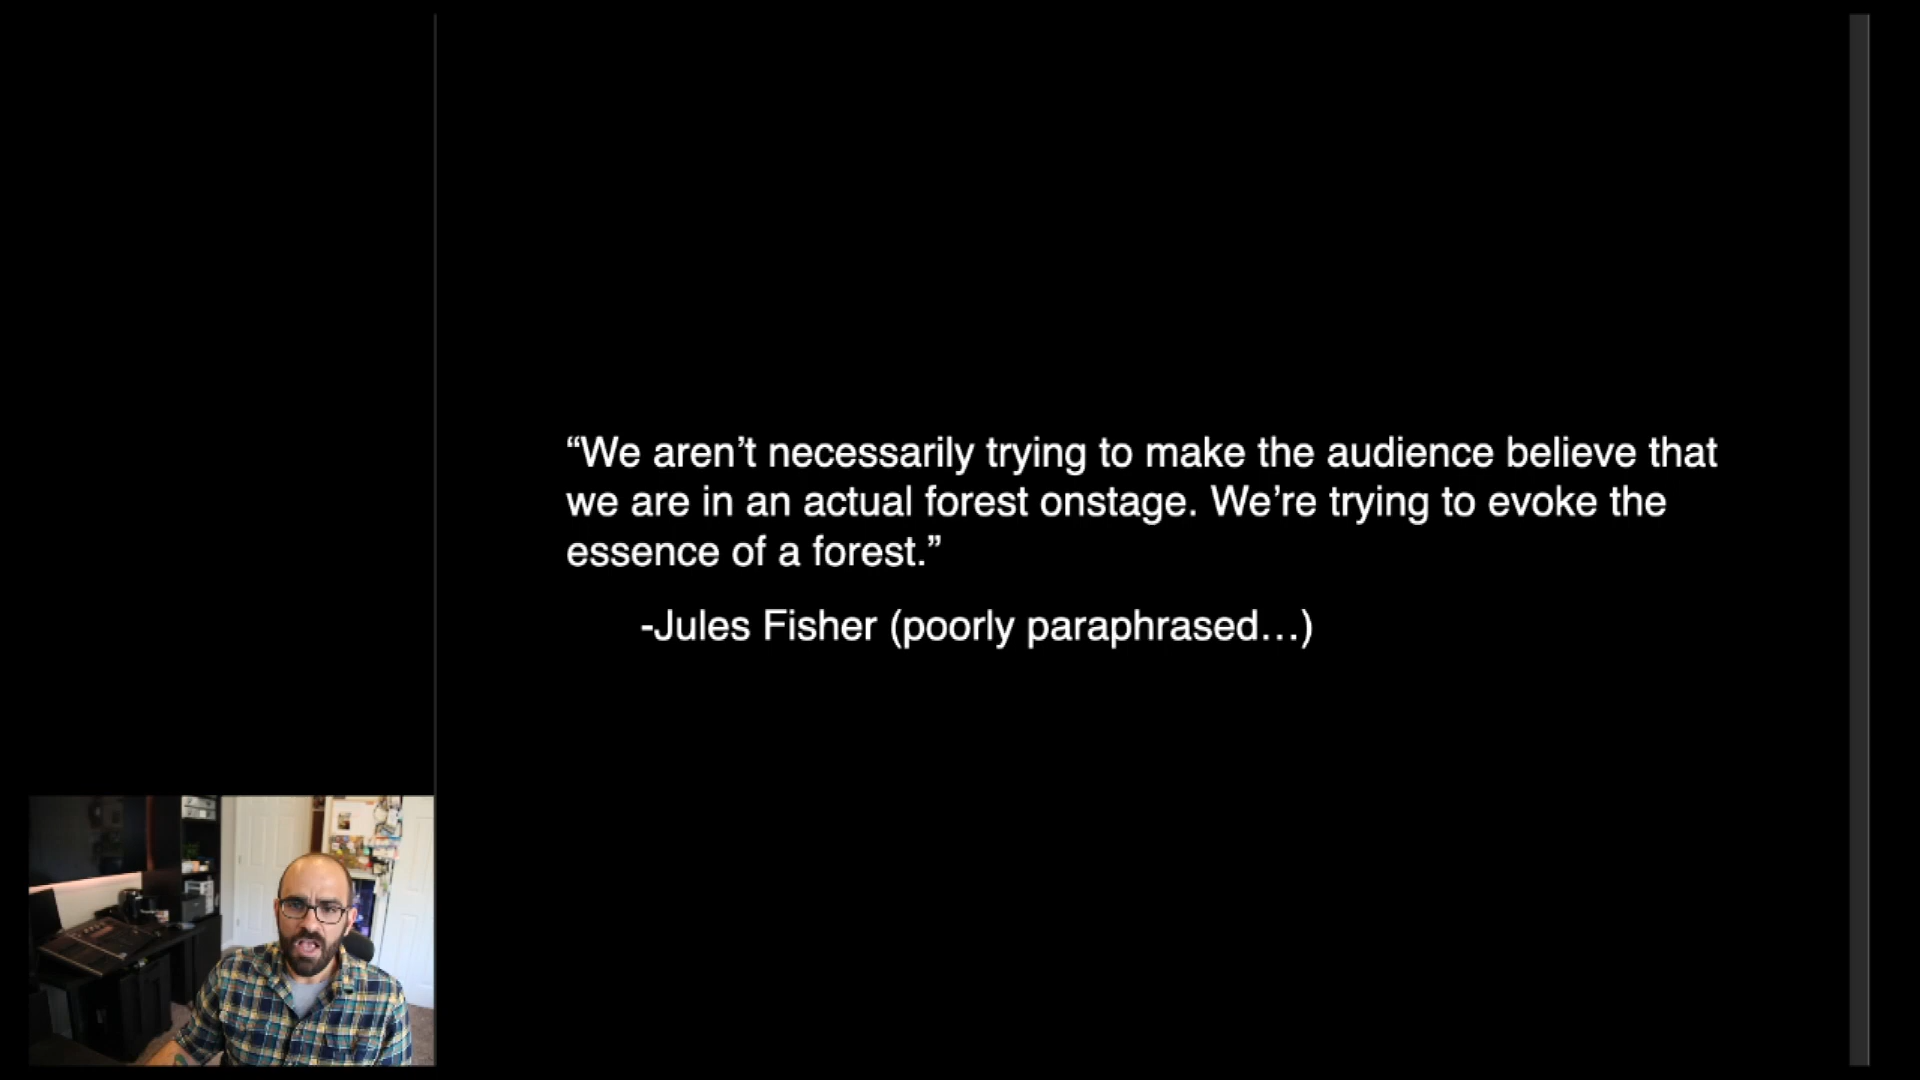 “We aren’t necessarily trying to make the audience believe that
we are in an actual forest onstage. We’re trying to evoke the
essence of a forest.”
-Jules Fisher (poorly paraphrased…)